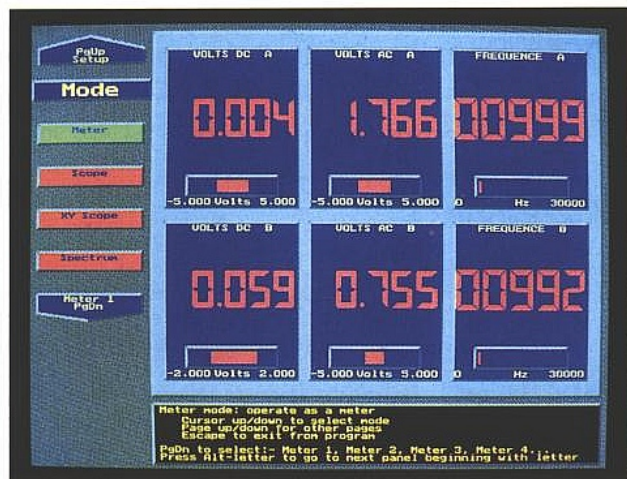 PgUp
Setup
Mode
Meter
Scope
XY Scope
Spectrum
Meter 1
PgDn
VOLTS DC A
0.004
-5.000 Volts 5.000
VOLTS AC A
1.766
-5.000 Volts 5.000
FREQUENCE A
00999
0 Hz 30000
VOLTS DC B
0.059
-2.000 Volts 2.000
VOLTS AC B
0.755
-5.000 Volts 5.000
FREQUENCE B
00992
0 Hz 30000
Meter mode: operate as a meter
Cursor up/down to select mode
Page up/down for other pages
Escape to exit from program
PgDn to select:- Meter 1, Meter 2, Meter 3, Meter 4..
Press Alt-letter to go to next panel beginning with letter